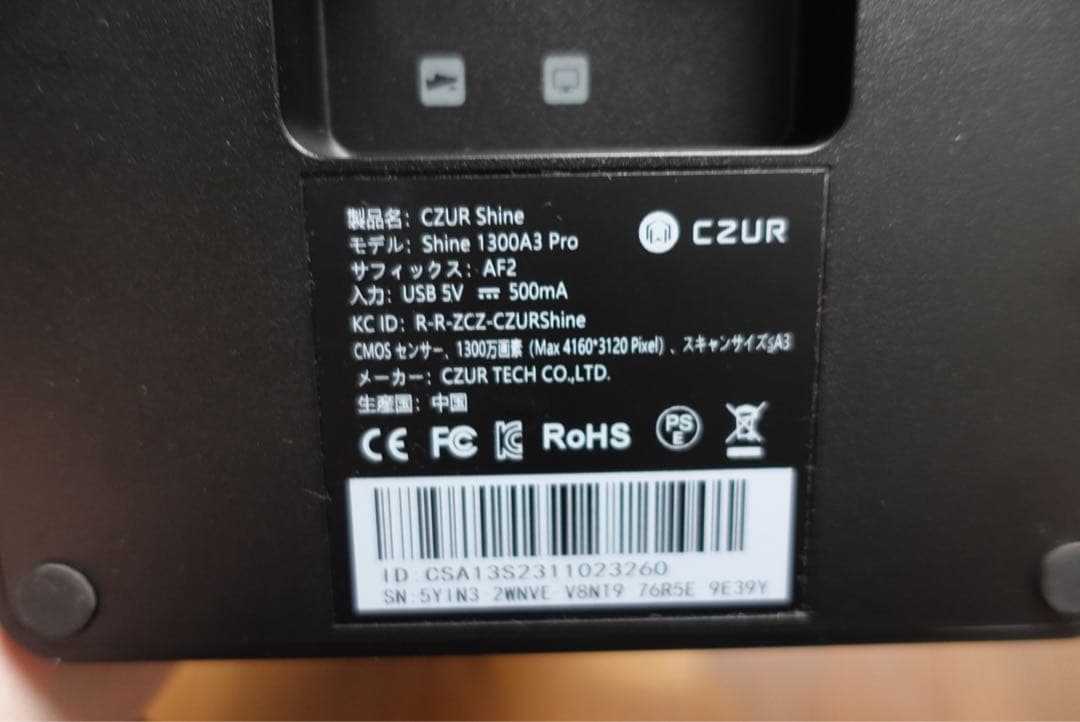 製品名：CZUR Shine
CZUR
モデル：Shine 1300A3 Pro
サフィックス：AF2
入力：USB 5V ⎓ 500mA
KC ID：R-R-ZCZ-CZURShine
CMOS センサー、1300万画素（Max 4160*3120 Pixel）、スキャンサイズ≤A3
メーカー：CZUR TECH CO.,LTD.
生産国：中国
CE FC KC RoHS PSE
ID:CSA13S2311023260
SN:5YIN3 2WNVE V8NT9 76R5E 9E39Y